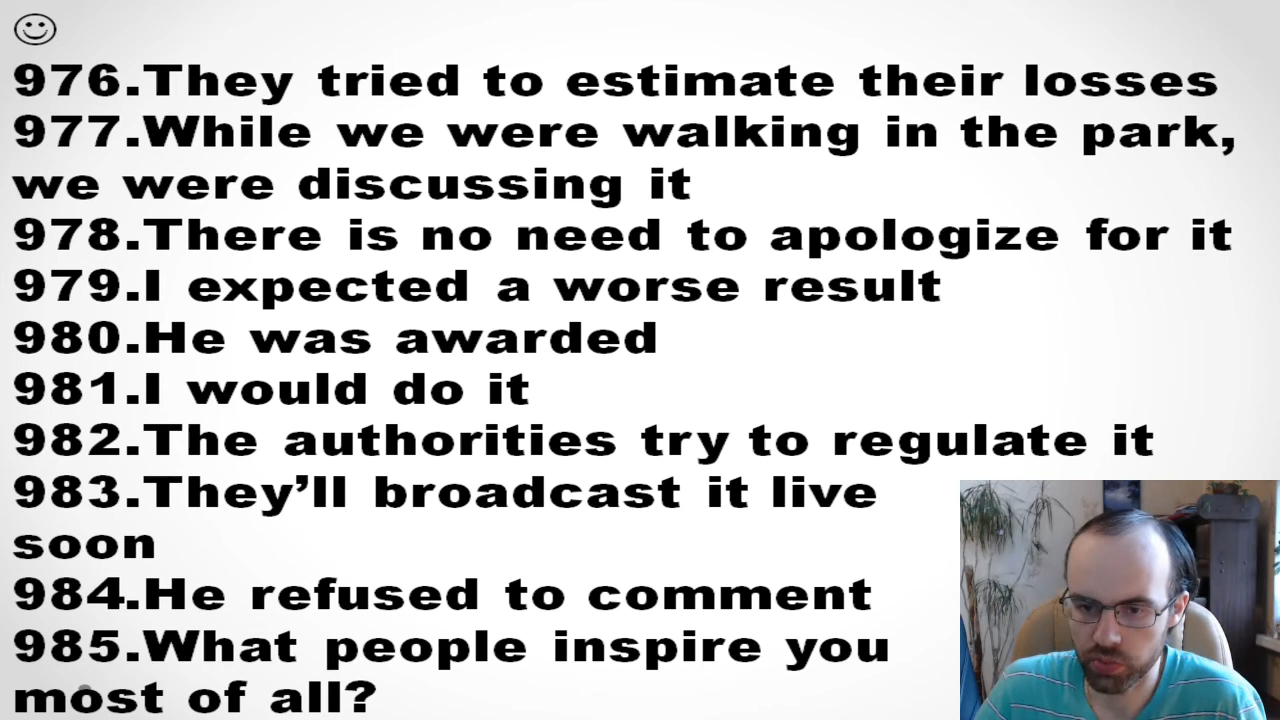 976.They tried to estimate their losses
977.While we were walking in the park,
we were discussing it
978.There is no need to apologize for it
979.I expected a worse result
980.He was awarded
981.I would do it
982.The authorities try to regulate it
983.They’ll broadcast it live
soon
984.He refused to comment
985.What people inspire you
most of all?